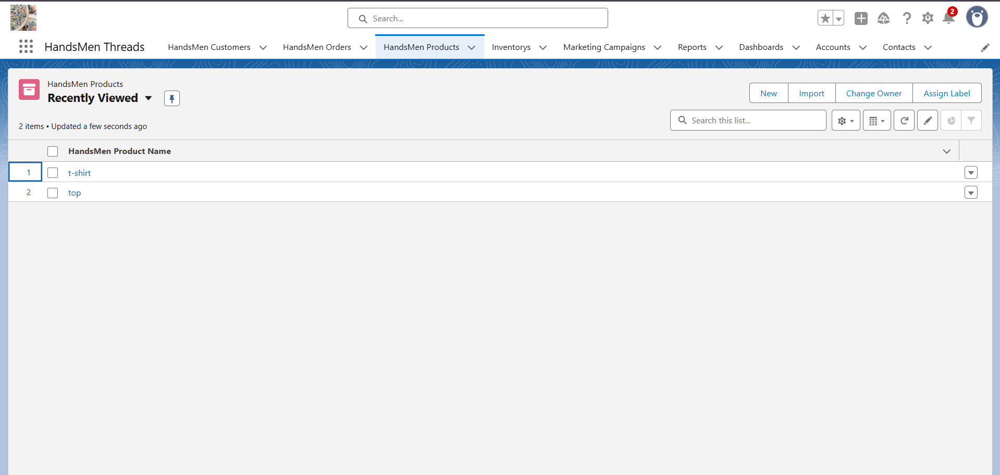 Search...
2
HandsMen Threads
HandsMen Customers
HandsMen Orders
HandsMen Products
Inventorys
Marketing Campaigns
Reports
Dashboards
Accounts
Contacts
HandsMen Products
Recently Viewed
New
Import
Change Owner
Assign Label
2 items • Updated a few seconds ago
Search this list...
HandsMen Product Name
1 t-shirt
2 top